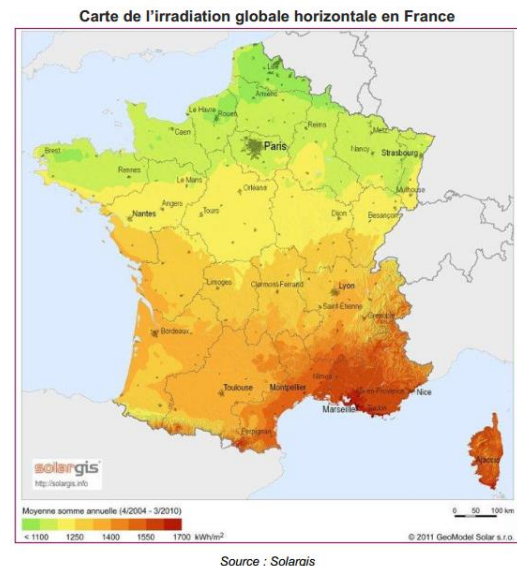 Carte de l'irradiation globale horizontale en France
Lille
Amiens
Le Havre
Rouen
Caen
Reims
Metz
Paris
Nancy
Strasbourg
Brest
Rennes
Le Mans
Mulhouse
Orléans
Angers
Tours
Nantes
Dijon
Besançon
Limoges
Clermont-Ferrand
Lyon
Saint-Etienne
Grenoble
Bordeaux
Nîmes
Toulouse
Montpellier
Nice
Marseille
Toulon
Perpignan
Ajaccio
solargis
http://solargis.info
Moyenne somme annuelle (4/2004 - 3/2010)
0 50 100 km
< 1100 1250 1400 1550 1700 kWh/m²
© 2011 GeoModel Solar s.r.o.
Source : Solargis